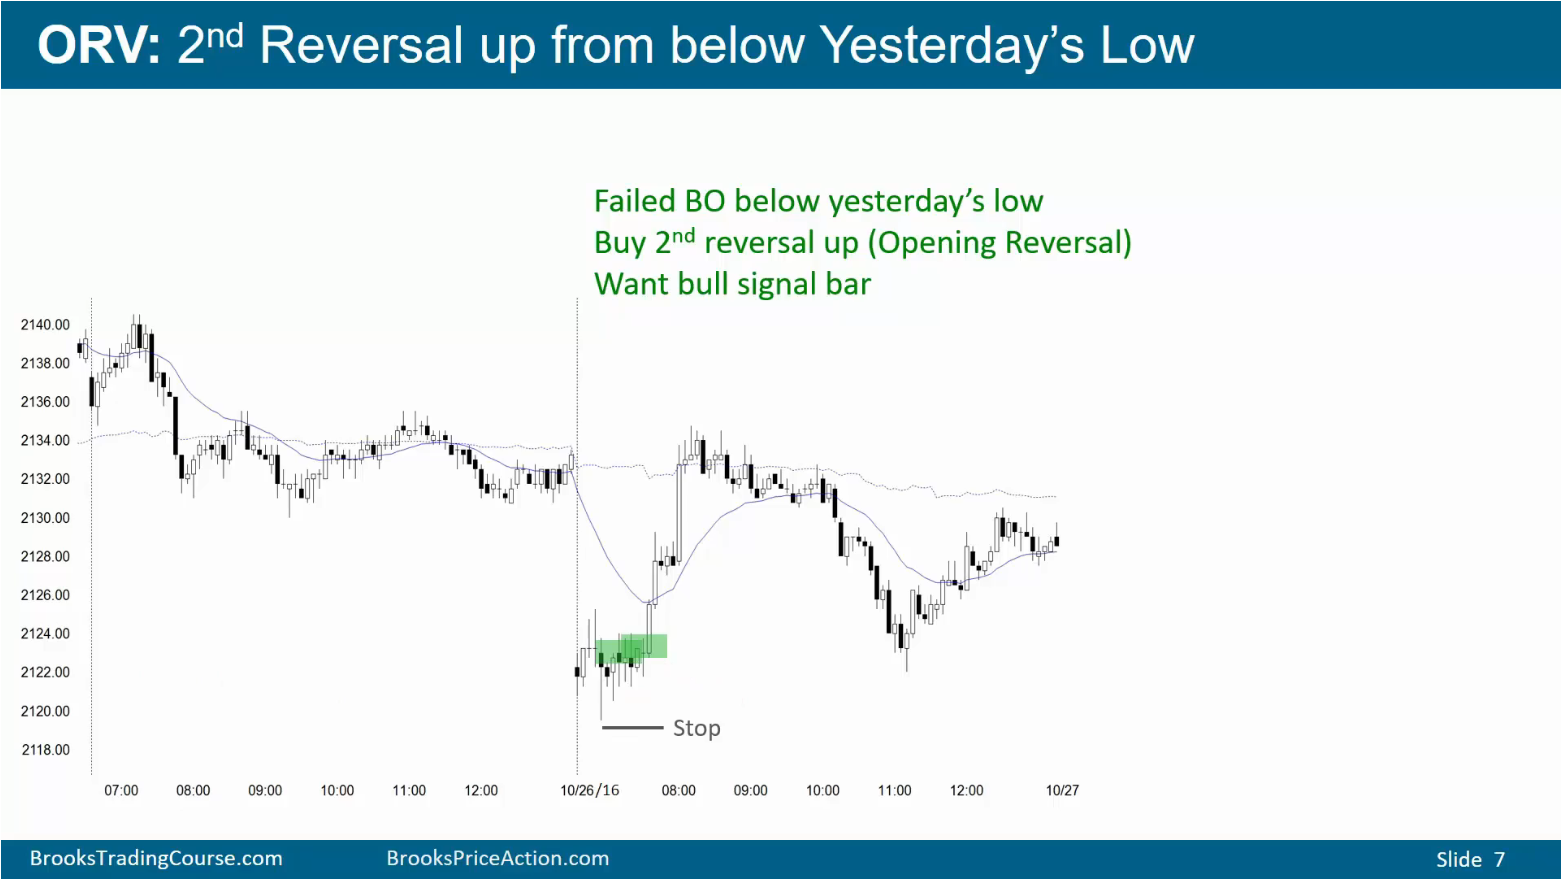 ORV: 2nd Reversal up from below Yesterday's Low
Failed BO below yesterday's low
Buy 2nd reversal up (Opening Reversal)
Want bull signal bar
2140.00
2138.00
2136.00
2134.00
2132.00
2130.00
2128.00
2126.00
2124.00
2122.00
2120.00
2118.00
Stop
07:00 08:00 09:00 10:00 11:00 12:00 10/26/16 08:00 09:00 10:00 11:00 12:00 10/27
BrooksTradingCourse.com BrooksPriceAction.com Slide 7